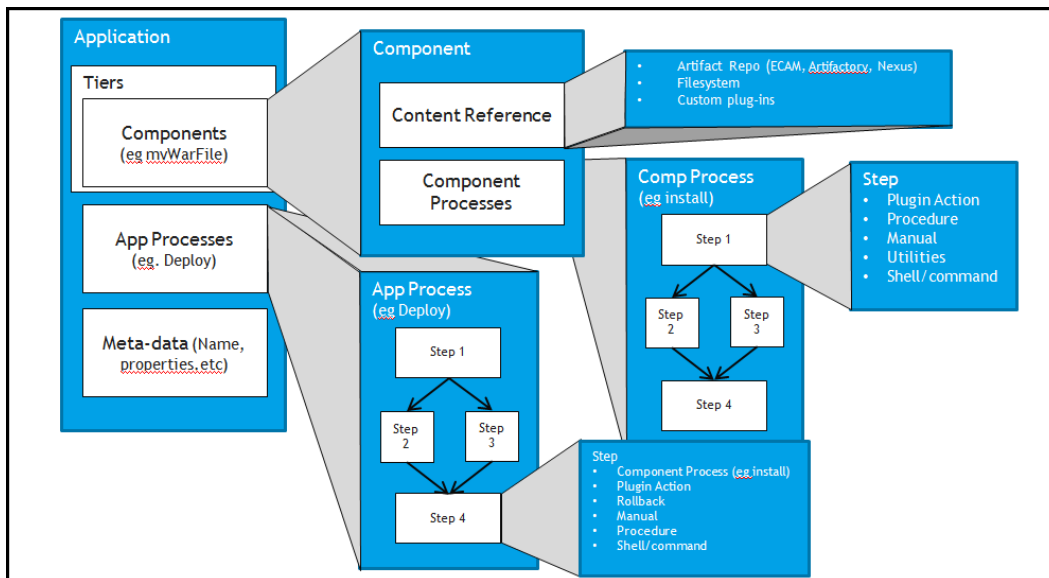 Application
Tiers
Components
(eg mvWarFile)
App Processes
(eg. Deploy)
Meta-data (Name,
properties,etc)
Component
Content Reference
Component
Processes
• Artifact Repo (ECAM, Artifactory, Nexus)
• Filesystem
• Custom plug-ins
Comp Process
(eg install)
Step 1
Step
2
Step
3
Step 4
Step
• Plugin Action
• Procedure
• Manual
• Utilities
• Shell/command
App Process
(eg Deploy)
Step 1
Step
2
Step
3
Step 4
Step
• Component Process (eg install)
• Plugin Action
• Rollback
• Manual
• Procedure
• Shell/command